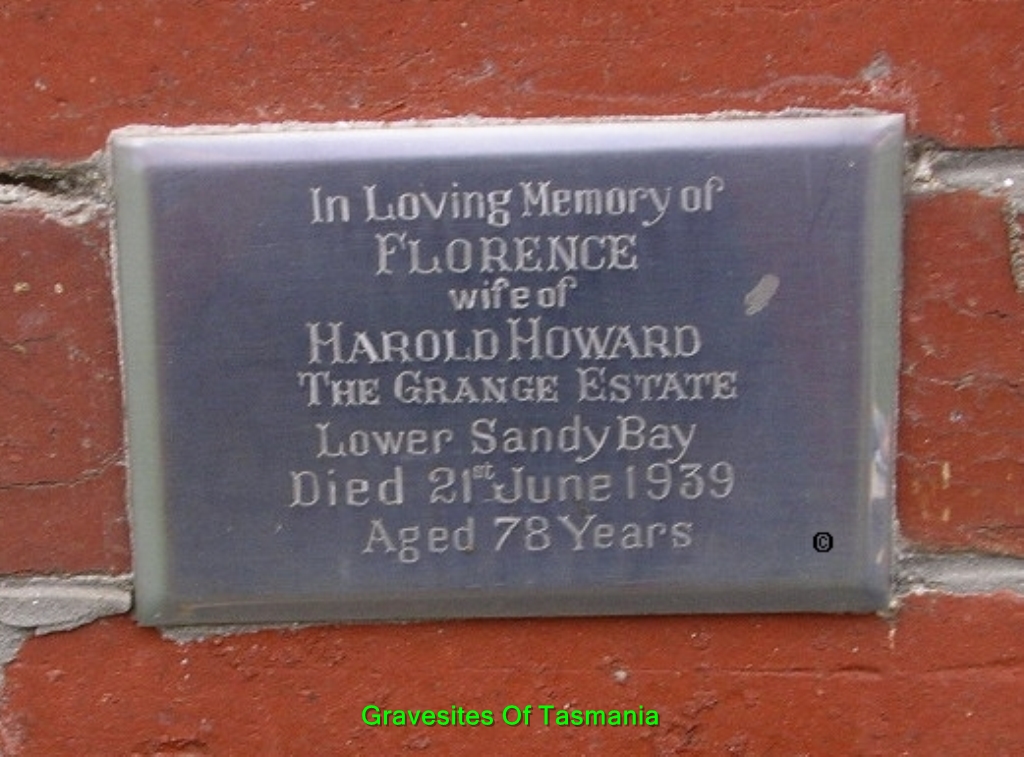 In Loving Memory of
FLORENCE
wife of
HAROLD HOWARD
THE GRANGE ESTATE
Lower Sandy Bay
Died 21st June 1939
Aged 78 Years
©
Gravesites Of Tasmania